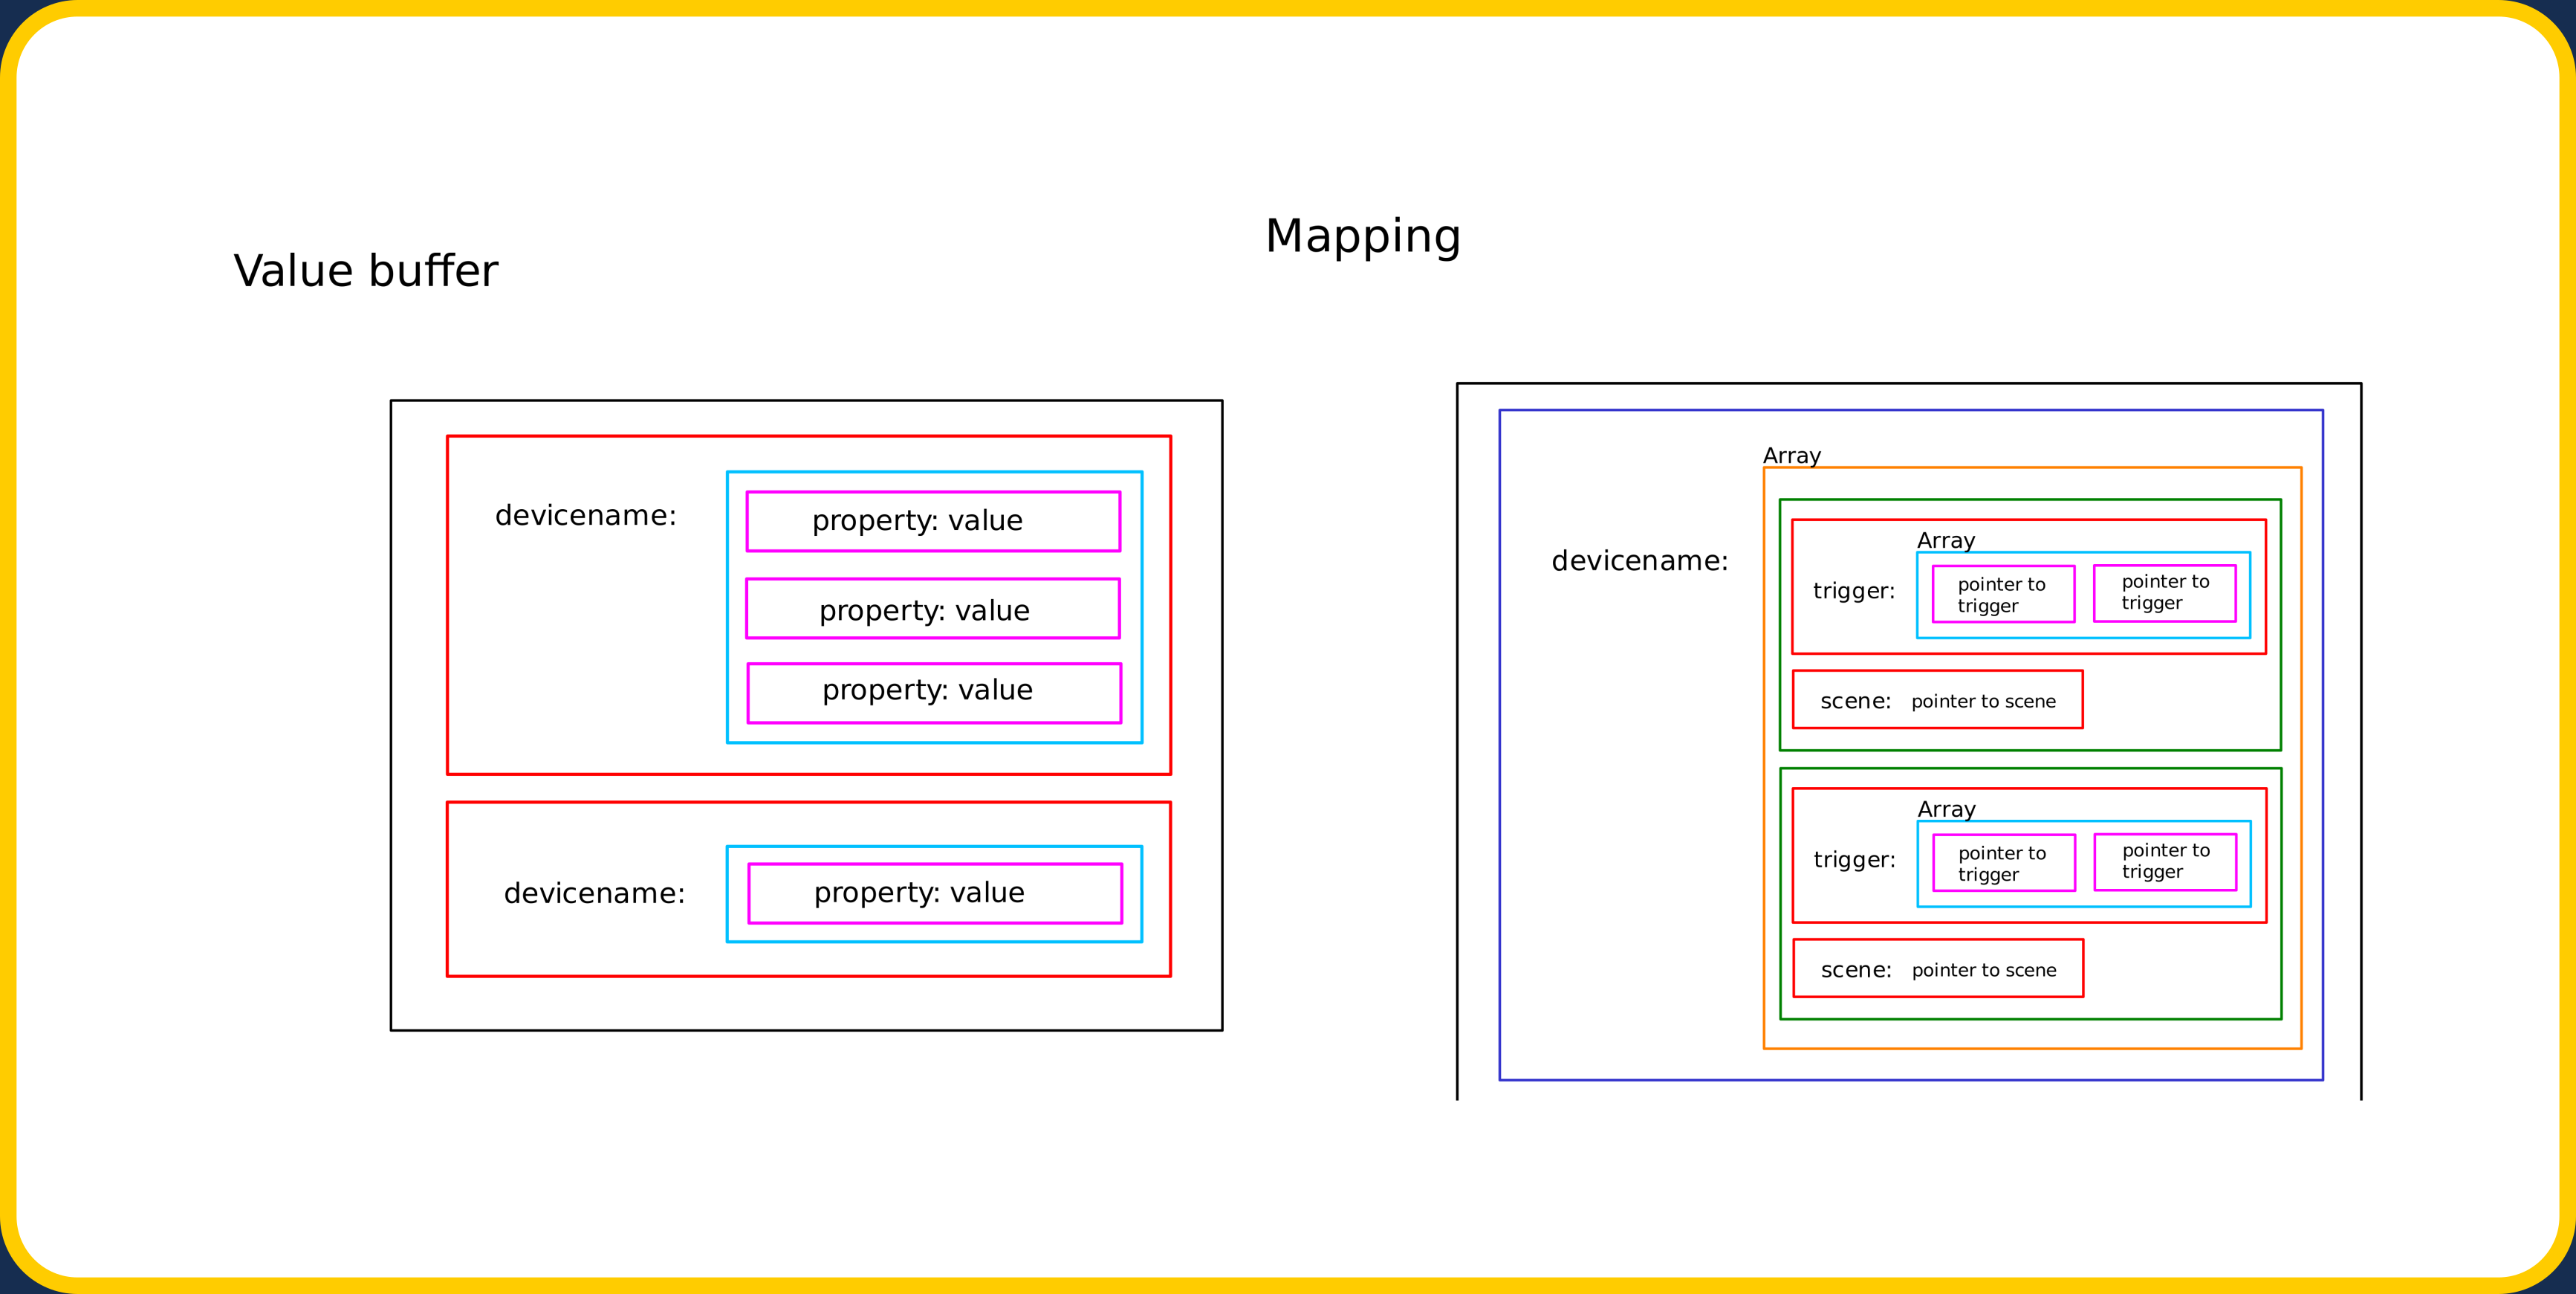 Value buffer
devicename:
property: value
property: value
property: value
devicename:
property: value
Mapping
devicename:
Array
Array
trigger:
pointer to
trigger
pointer to
trigger
scene: pointer to scene
Array
trigger:
pointer to
trigger
pointer to
trigger
scene: pointer to scene